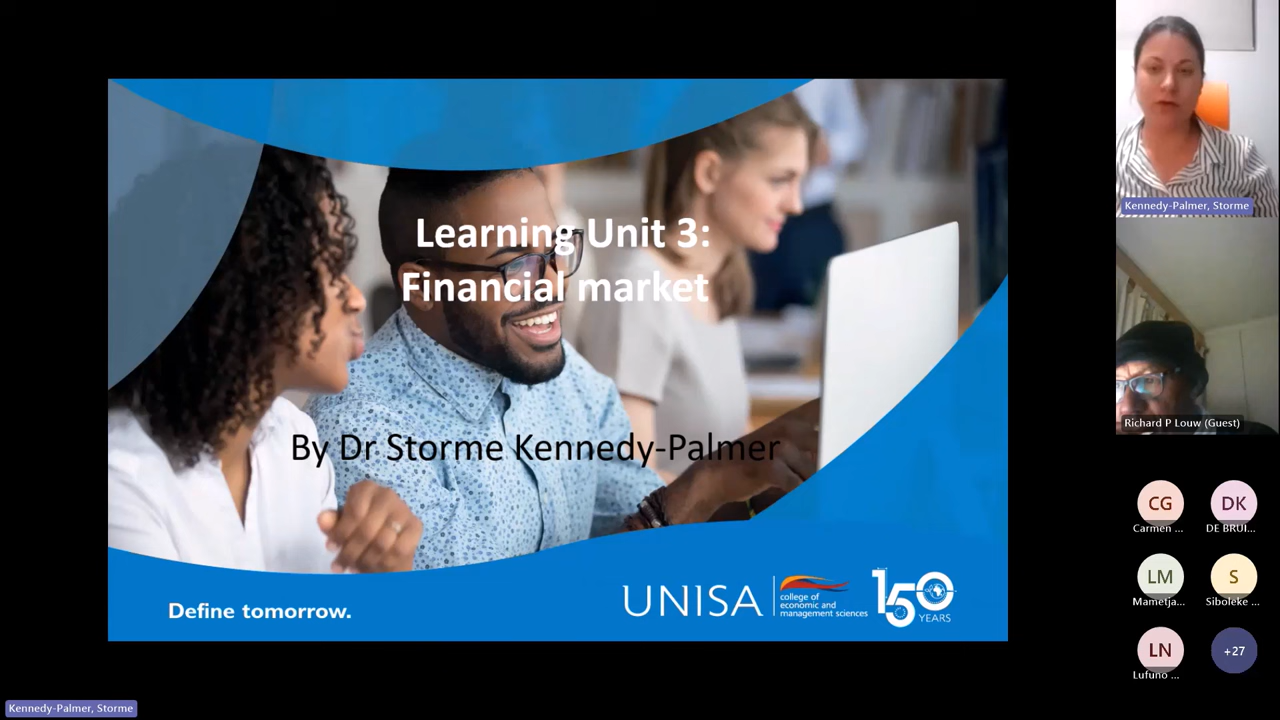 Learning Unit 3:
Financial market
By Dr Storme Kennedy-Palmer
Define tomorrow.
UNISA
college of
economic and
management sciences
150
YEARS
Kennedy-Palmer, Storme
Richard P Louw (Guest)
CG
Carmen ...
DK
DE BRUI...
LM
Mametja...
S
Siboleke ...
LN
Lufuno ...
+27
Kennedy-Palmer, Storme